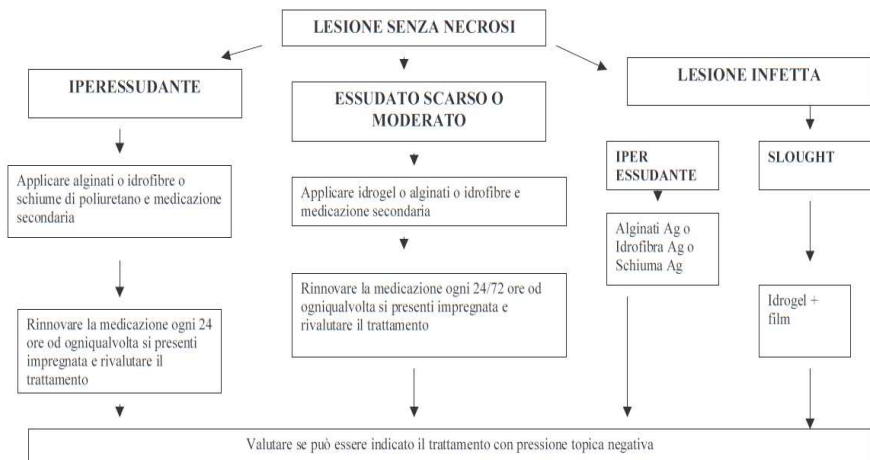 LESIONE SENZA NECROSI
IPERESSUDANTE
ESSUDATO SCARSO O
MODERATO
LESIONE INFETTA
IPER
ESSUDANTE
SLOUGHT
Applicare alginati o idrofibre o
schiume di poliuretano e medicazione
secondaria
Applicare idrogel o alginati o idrofibre e
medicazione secondaria
Alginati Ag o
Idrofibra Ag o
Schiuma Ag
Rinnovare la medicazione ogni 24
ore od ogniqualvolta si presenti
impregnata e rivalutare il
trattamento
Rinnovare la medicazione ogni 24/72 ore od
ogniqualvolta si presenti impregnata e
rivalutare il trattamento
Idrogel +
film
Valutare se può essere indicato il trattamento con pressione topica negativa